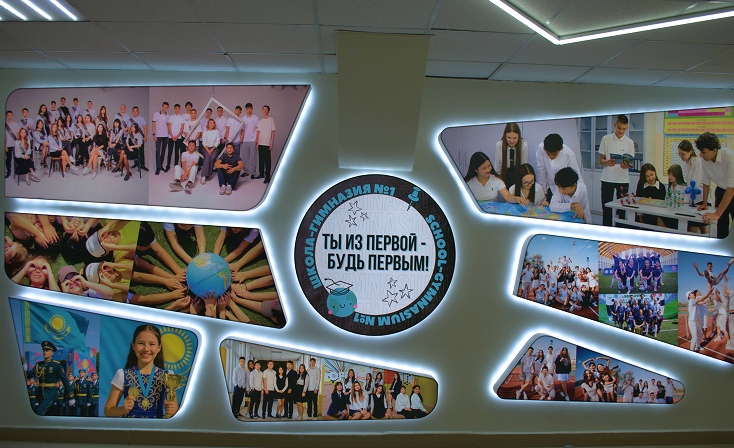 ШКОЛА-ГИМНАЗИЯ №1
SCHOOL-GYMNASIUM №1
ТЫ ИЗ ПЕРВОЙ -
БУДЬ ПЕРВЫМ!